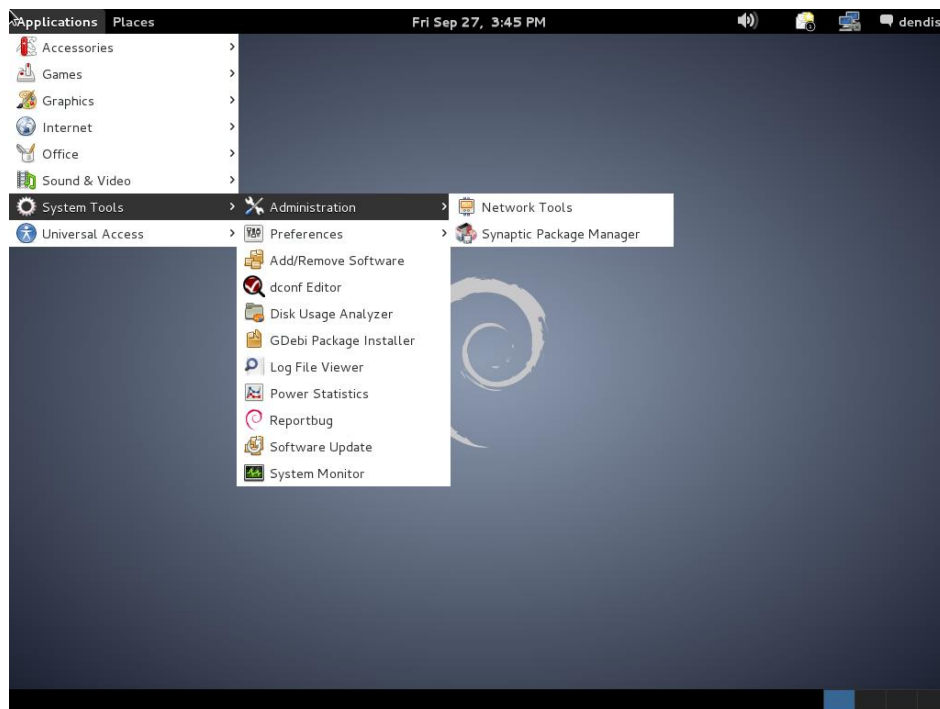 Applications Places Fri Sep 27, 3:45 PM dendis
Accessories
Games
Graphics
Internet
Office
Sound & Video
System Tools
Universal Access
Administration
Preferences
Add/Remove Software
dconf Editor
Disk Usage Analyzer
GDebi Package Installer
Log File Viewer
Power Statistics
Reportbug
Software Update
System Monitor
Network Tools
Synaptic Package Manager